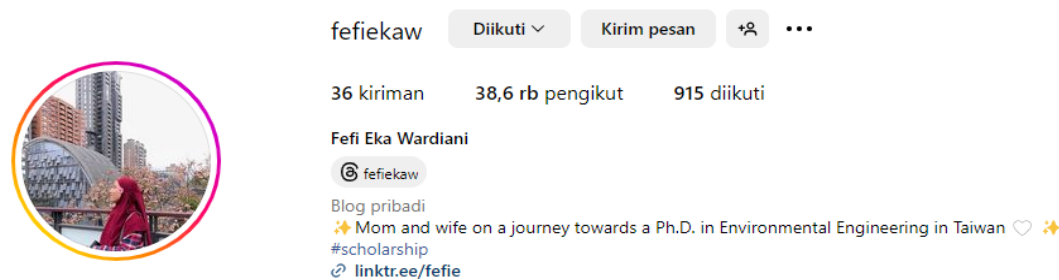 fefiekaw Diikuti Kirim pesan
36 kiriman 38,6 rb pengikut 915 diikuti
Fefi Eka Wardiani
fefiekaw
Blog pribadi
✨ Mom and wife on a journey towards a Ph.D. in Environmental Engineering in Taiwan 🤍 ✨
#scholarship
linktr.ee/fefie